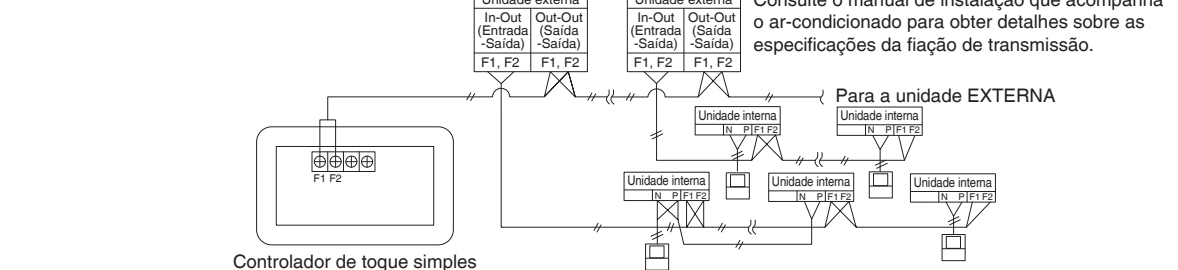 Unidade externa
Unidade externa
Consulte o manual de instalação que acompanha
o ar-condicionado para obter detalhes sobre as
especificações da fiação de transmissão.
In-Out
(Entrada
-Saída)
Out-Out
(Saída
-Saída)
In-Out
(Entrada
-Saída)
Out-Out
(Saída
-Saída)
F1, F2
F1, F2
F1, F2
F1, F2
Para a unidade EXTERNA
Unidade interna
N P F1 F2
Unidade interna
N P F1 F2
F1 F2
Unidade interna
N P F1 F2
Unidade interna
N P F1 F2
Unidade interna
N P F1 F2
Controlador de toque simples